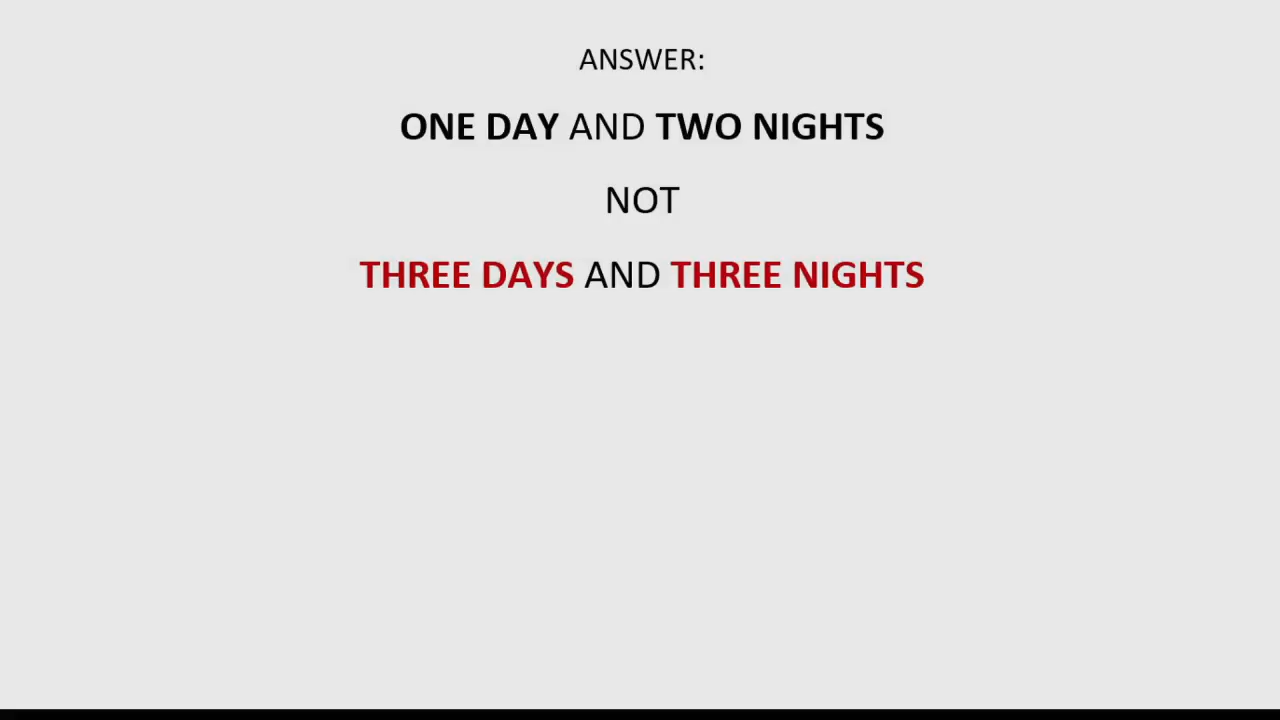 ANSWER:
ONE DAY AND TWO NIGHTS
NOT
THREE DAYS AND THREE NIGHTS